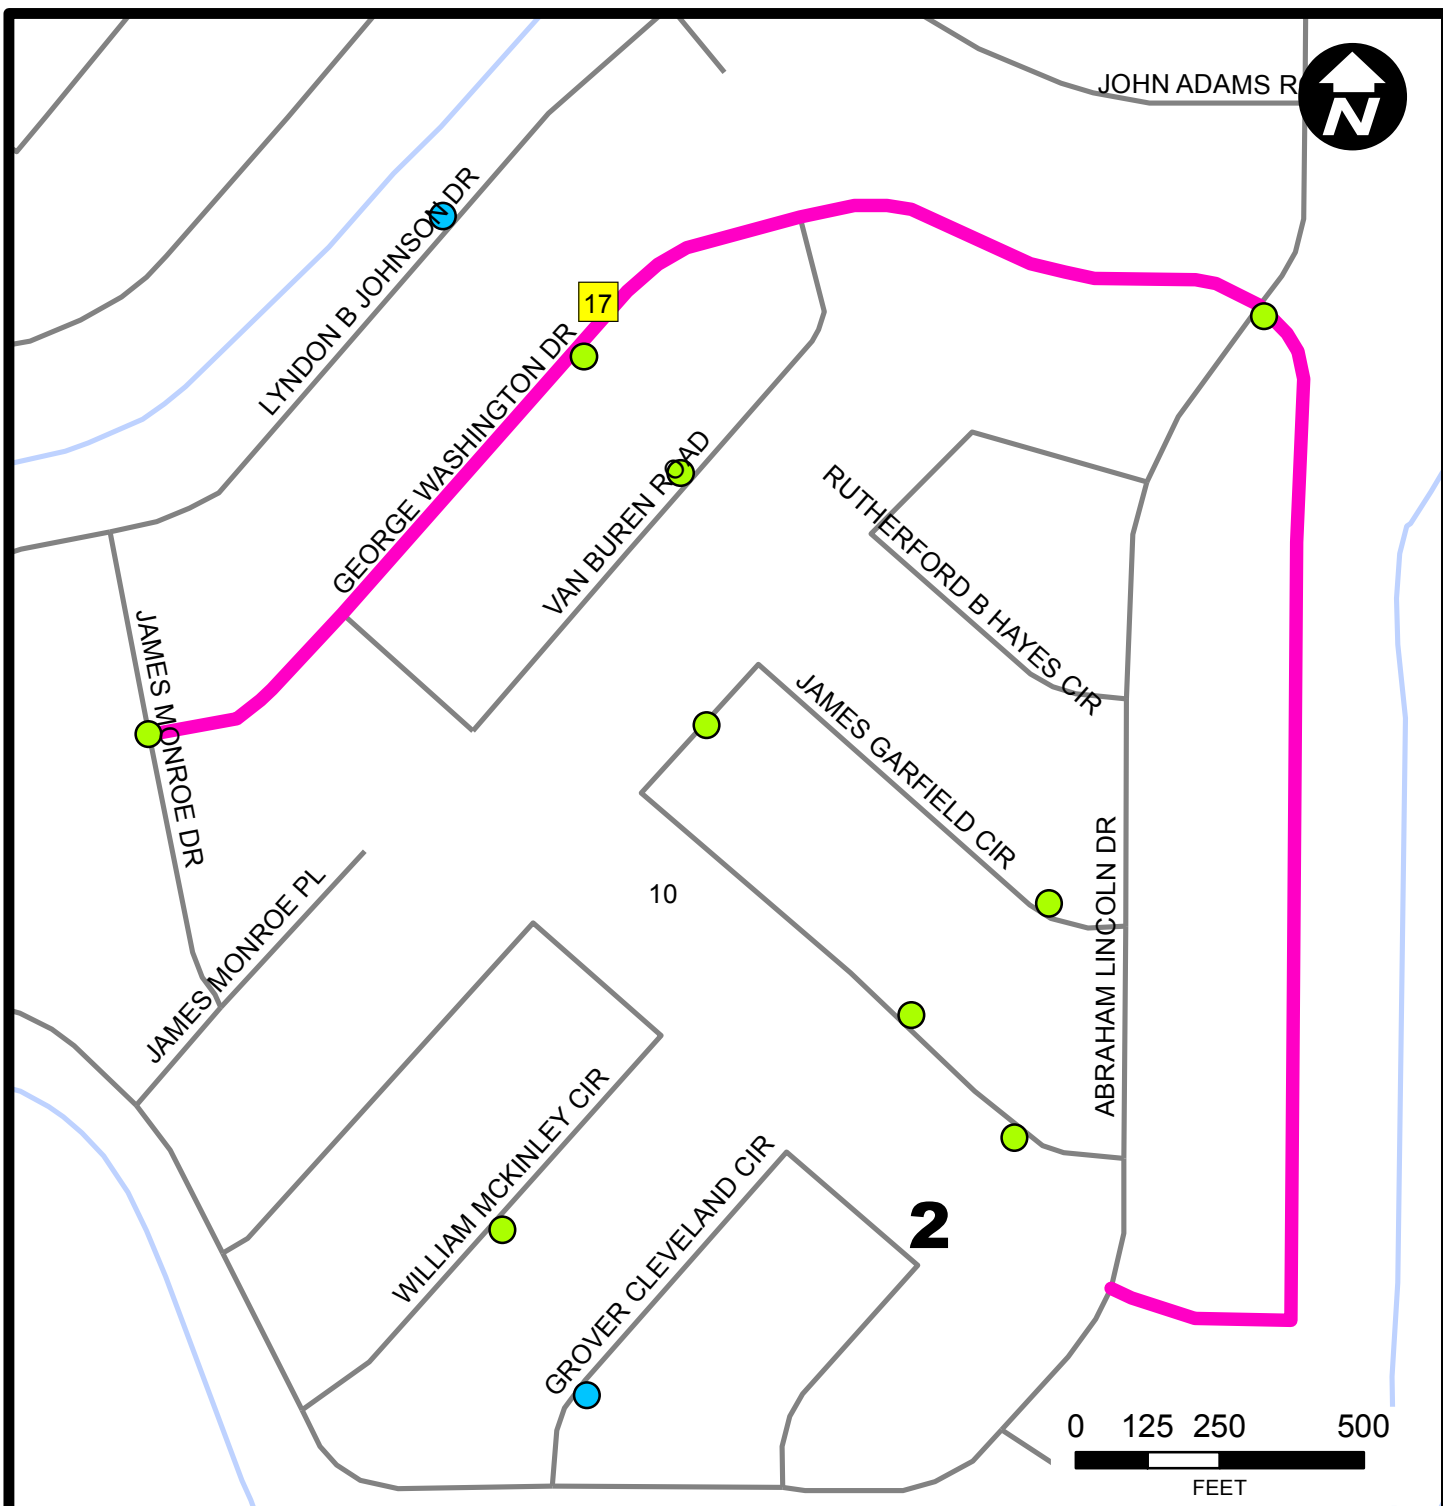 JOHN ADAMS R
N
LYNDON B JOHNSON DR
17
GEORGE WASHINGTON DR
VAN BUREN ROAD
RUTHERFORD B HAYES CIR
JAMES MONROE DR
JAMES GARFIELD CIR
ABRAHAM LINCOLN DR
10
JAMES MONROE PL
WILLIAM MCKINLEY CIR
GROVER CLEVELAND CIR
2
0 125 250 500
FEET